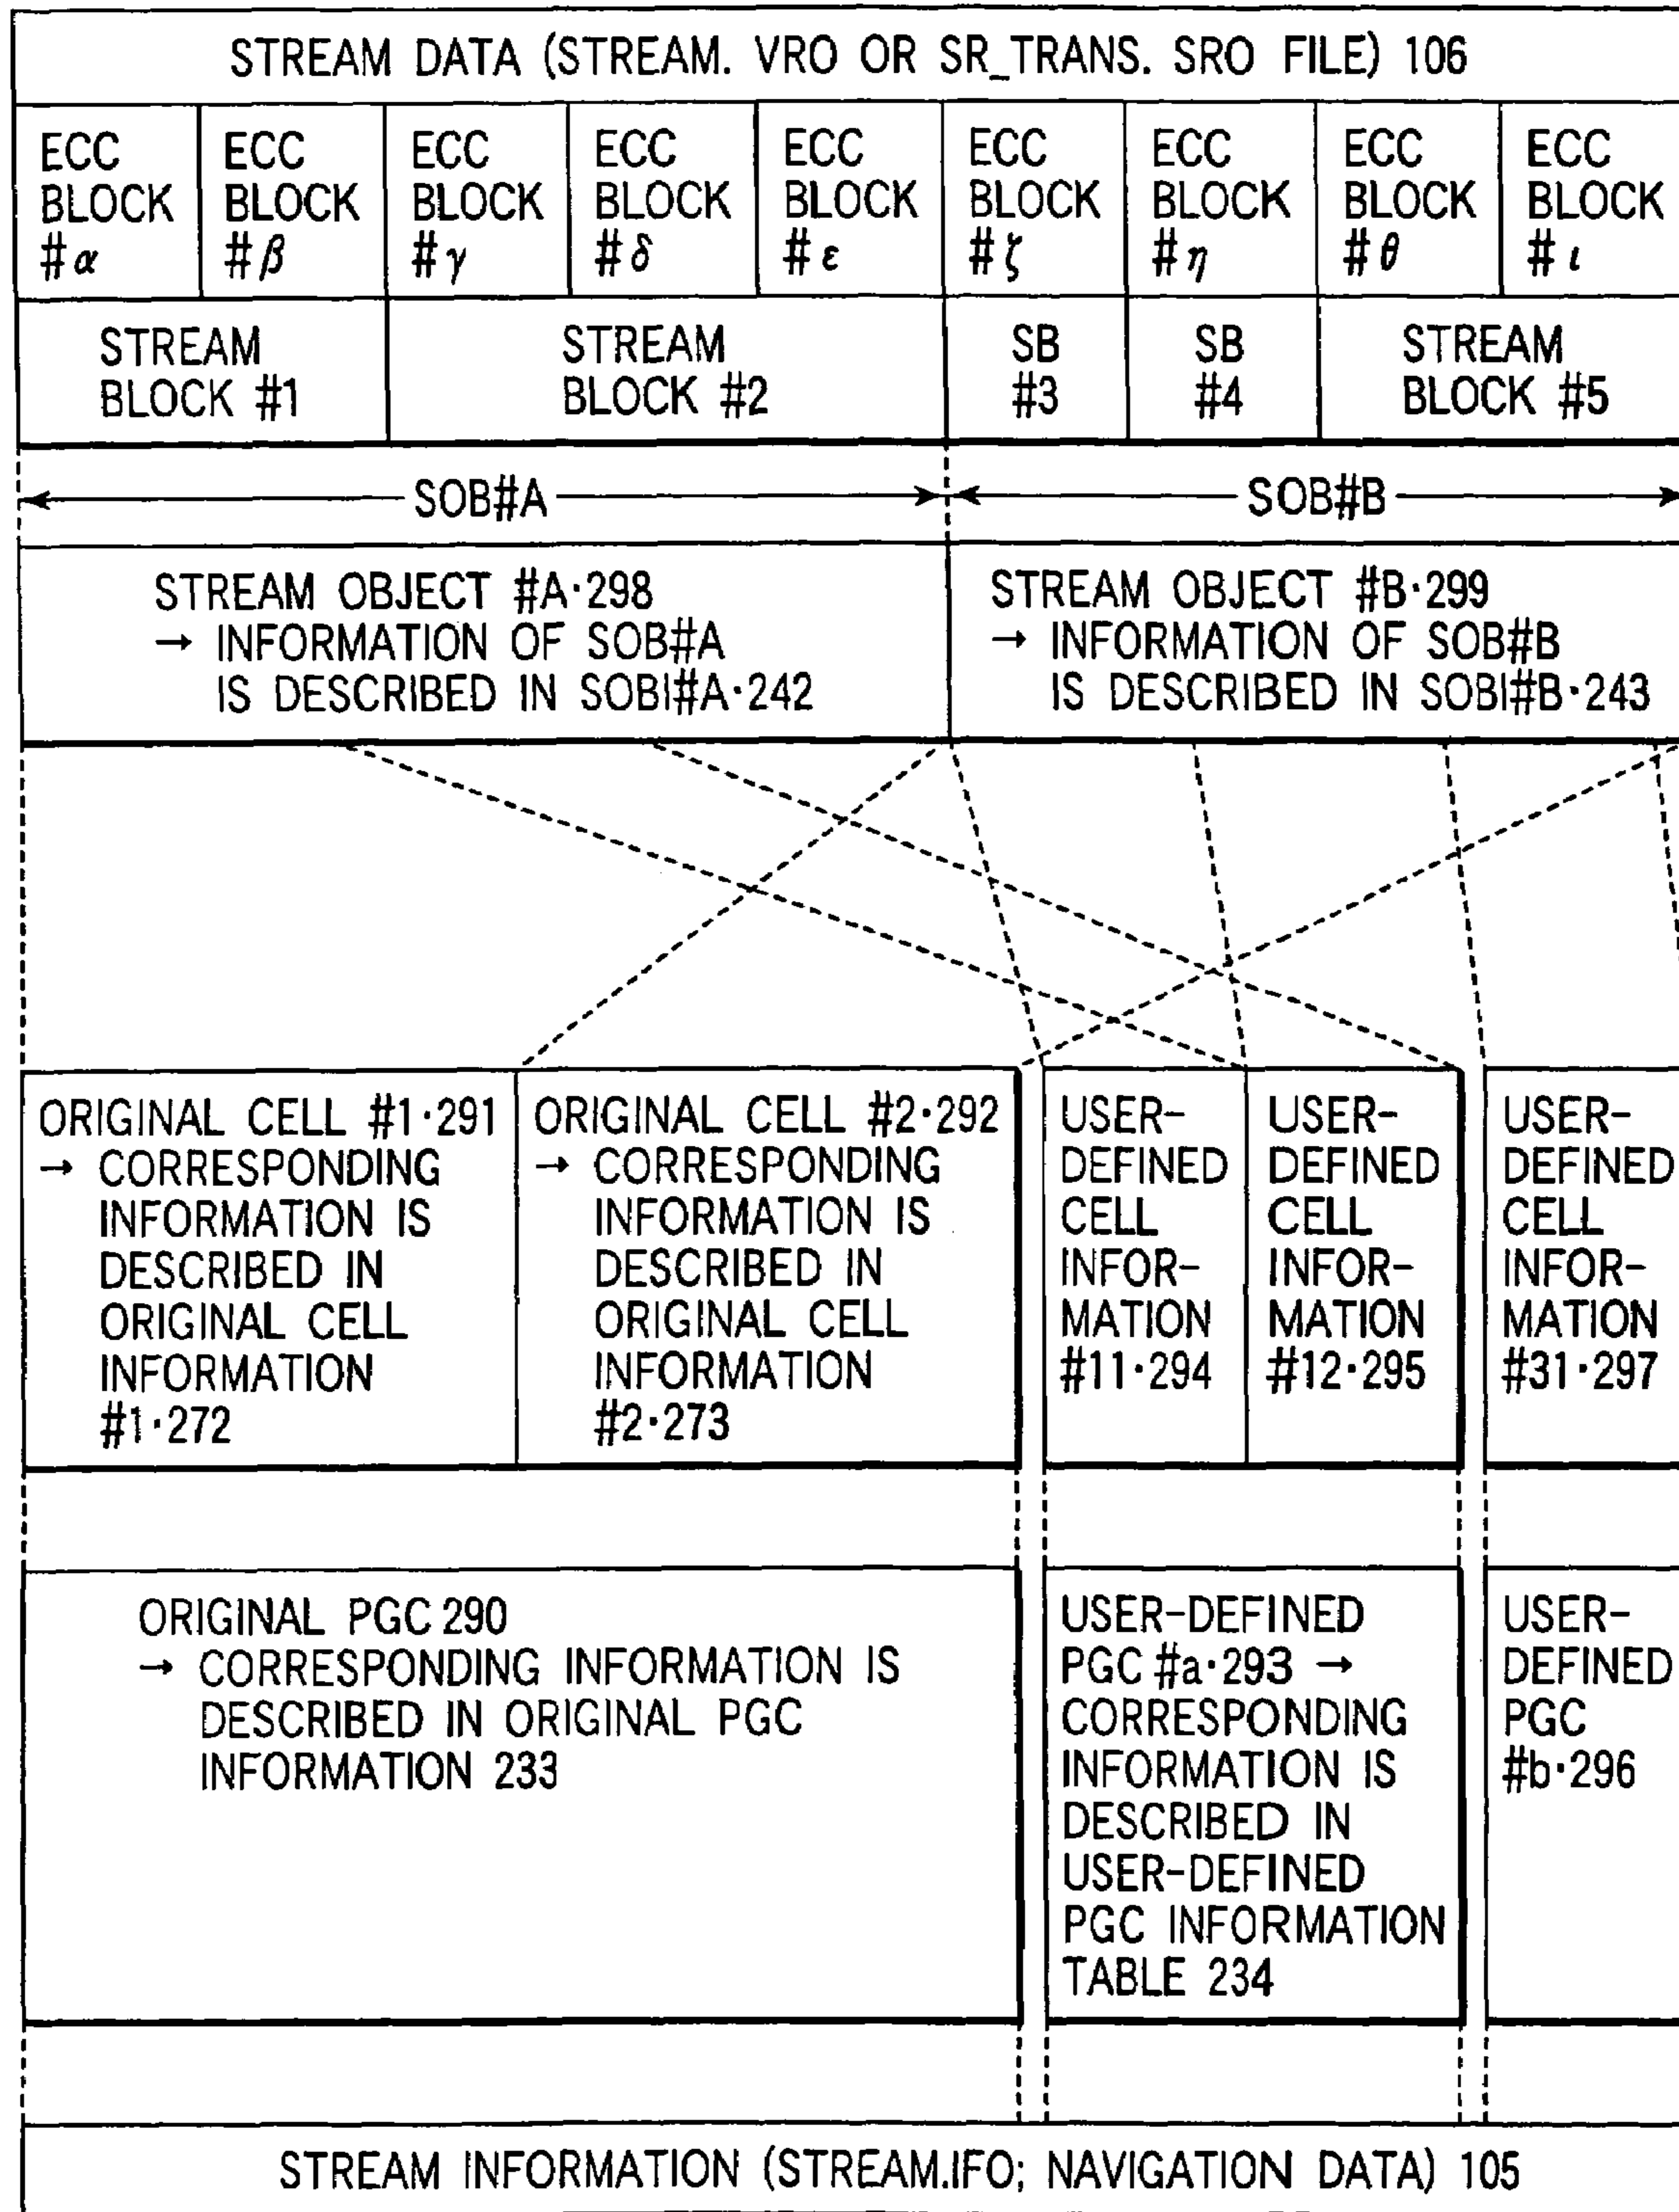 STREAM DATA (STREAM. VRO OR SR_TRANS. SRO FILE) 106
ECC
BLOCK
#α
ECC
BLOCK
#β
ECC
BLOCK
#γ
ECC
BLOCK
#δ
ECC
BLOCK
#ε
ECC
BLOCK
#ζ
ECC
BLOCK
#η
ECC
BLOCK
#θ
ECC
BLOCK
#ι
STREAM
BLOCK #1
STREAM
BLOCK #2
SB
#3
SB
#4
STREAM
BLOCK #5
SOB#A
SOB#B
STREAM OBJECT #A·298
→ INFORMATION OF SOB#A
IS DESCRIBED IN SOBI#A·242
STREAM OBJECT #B·299
→ INFORMATION OF SOB#B
IS DESCRIBED IN SOBI#B·243
ORIGINAL CELL #1·291
→ CORRESPONDING
INFORMATION IS
DESCRIBED IN
ORIGINAL CELL
INFORMATION
#1·272
ORIGINAL CELL #2·292
→ CORRESPONDING
INFORMATION IS
DESCRIBED IN
ORIGINAL CELL
INFORMATION
#2·273
USER-
DEFINED
CELL
INFOR-
MATION
#11·294
USER-
DEFINED
CELL
INFOR-
MATION
#12·295
USER-
DEFINED
CELL
INFOR-
MATION
#31·297
ORIGINAL PGC 290
→ CORRESPONDING INFORMATION IS
DESCRIBED IN ORIGINAL PGC
INFORMATION 233
USER-DEFINED
PGC #a·293 →
CORRESPONDING
INFORMATION IS
DESCRIBED IN
USER-DEFINED
PGC INFORMATION
TABLE 234
USER-
DEFINED
PGC
#b·296
STREAM INFORMATION (STREAM.IFO; NAVIGATION DATA) 105